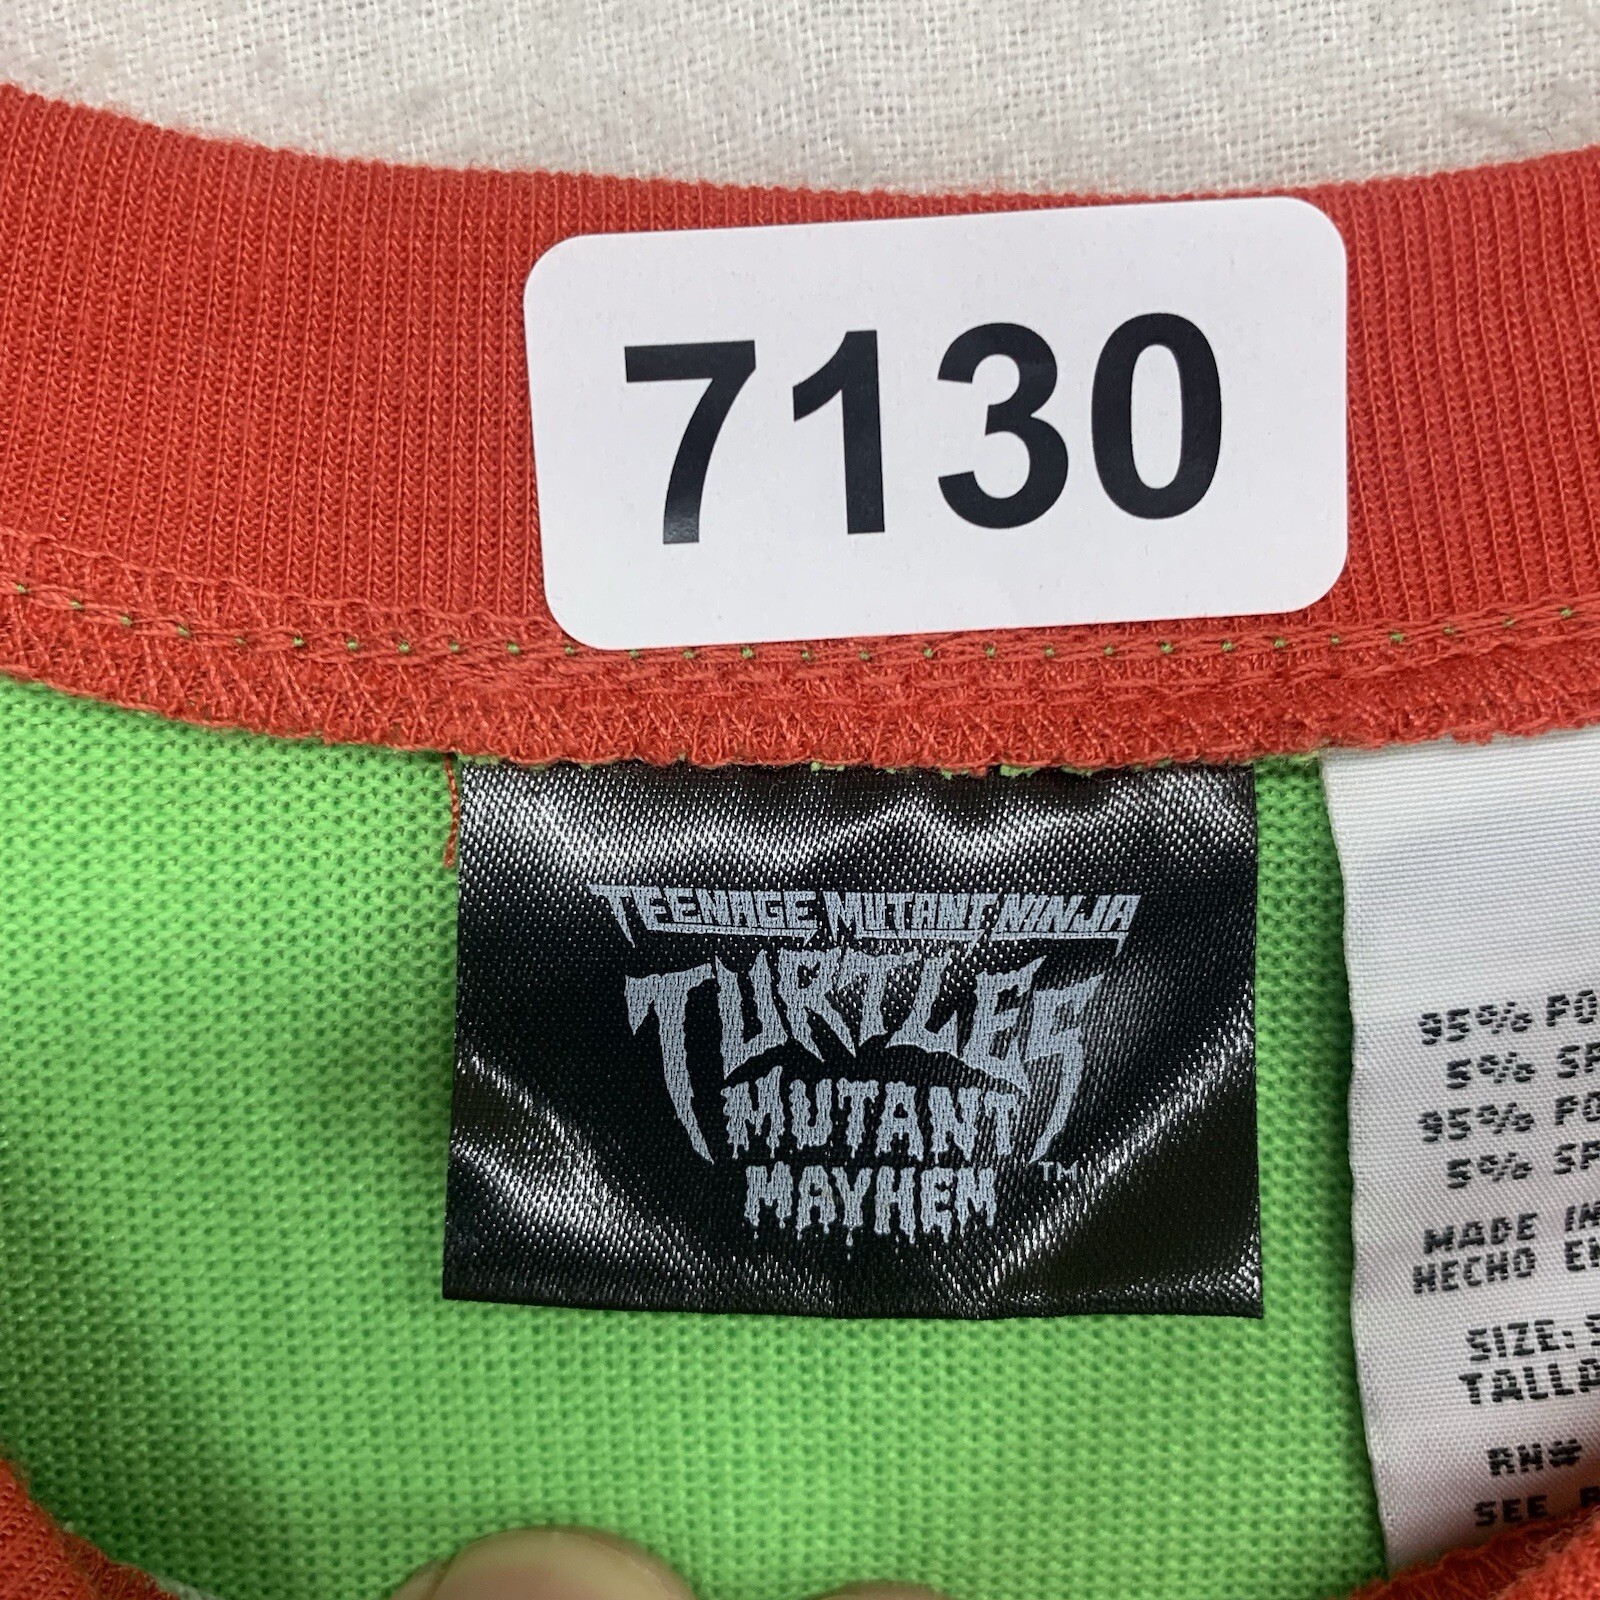 7130
TEENAGE MUTANT NINJA
TURTLES
MUTANT
MAYHEM
TM
95% PO
5% SP
95% PO
5% SP
MADE IN
HECHO EN
SIZE: S
TALLA
RN#
SEE